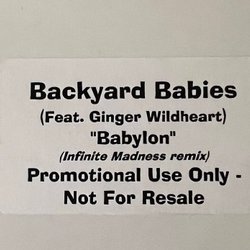 Backyard Babies
(Feat. Ginger Wildheart)
"Babylon"
(Infinite Madness remix)
Promotional Use Only -
Not For Resale